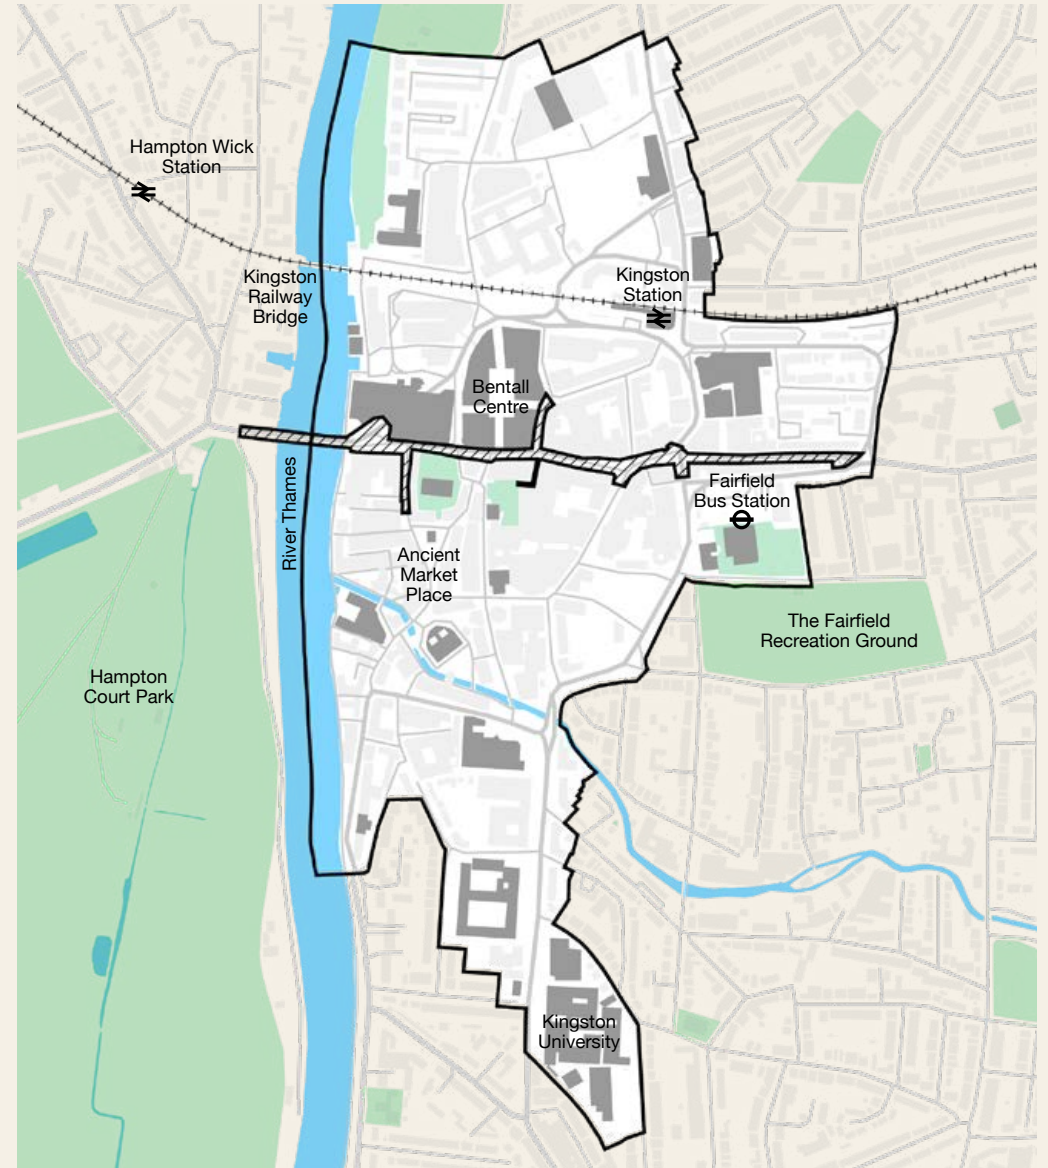 Hampton Wick
Station
Kingston
Railway
Bridge
Kingston
Station
Bentall
Centre
River Thames
Fairfield
Bus Station
Ancient
Market
Place
The Fairfield
Recreation Ground
Hampton
Court Park
Kingston
University